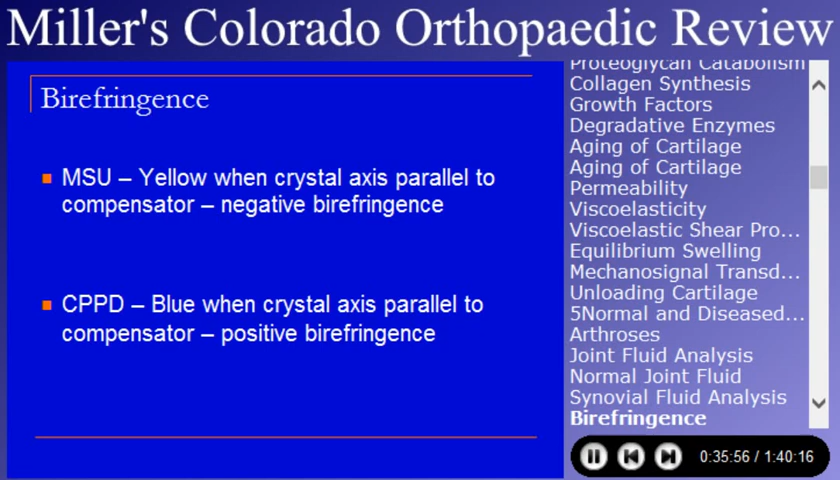 Miller's Colorado Orthopaedic Review
Birefringence
MSU – Yellow when crystal axis parallel to
compensator – negative birefringence
CPPD – Blue when crystal axis parallel to
compensator – positive birefringence
Proteoglycan Catabolism
Collagen Synthesis
Growth Factors
Degradative Enzymes
Aging of Cartilage
Aging of Cartilage
Permeability
Viscoelasticity
Viscoelastic Shear Pro...
Equilibrium Swelling
Mechanosignal Transd...
Unloading Cartilage
5Normal and Diseased...
Arthroses
Joint Fluid Analysis
Normal Joint Fluid
Synovial Fluid Analysis
Birefringence
0:35:56 / 1:40:16